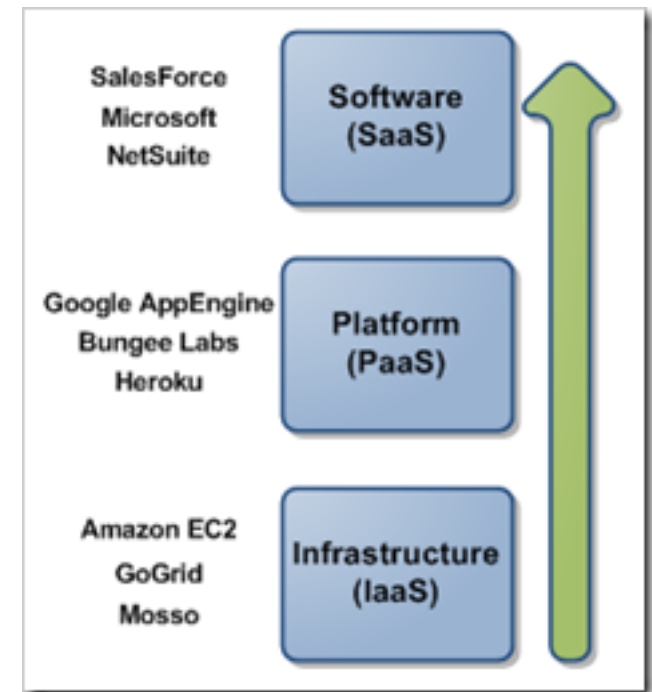 SalesForce
Microsoft
NetSuite
Software
(SaaS)
Google AppEngine
Bungee Labs
Heroku
Platform
(PaaS)
Amazon EC2
GoGrid
Mosso
Infrastructure
(IaaS)